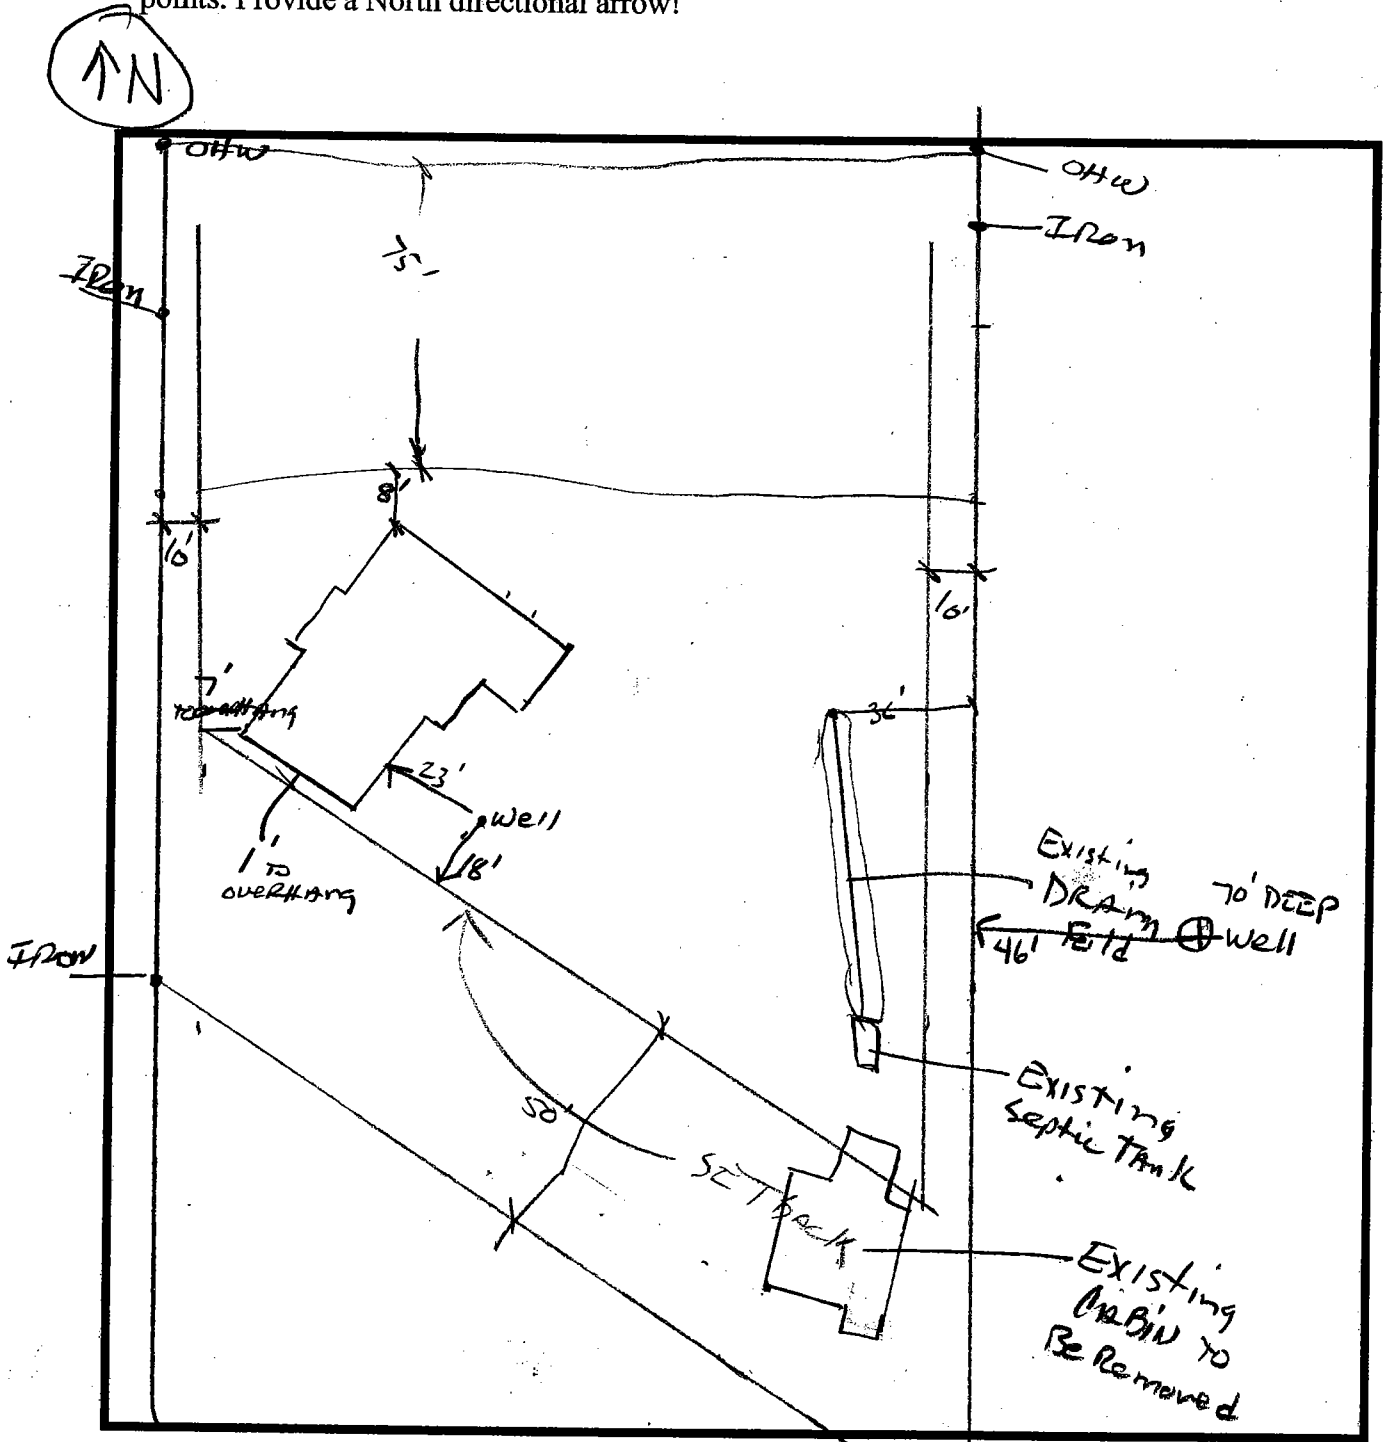 points. Provide a North directional arrow!
↑N
OHW
OHW
IRon
IRon
75'
8'
10'
10'
7'
to overhang
36'
23'
Well
18'
1' to
overhang
Existing
DRAin
Feild
70' DEEP
Well
46'
IRon
Existing
Septic Tank
50'
SETBACK
Existing
CABIN TO
Be Removed